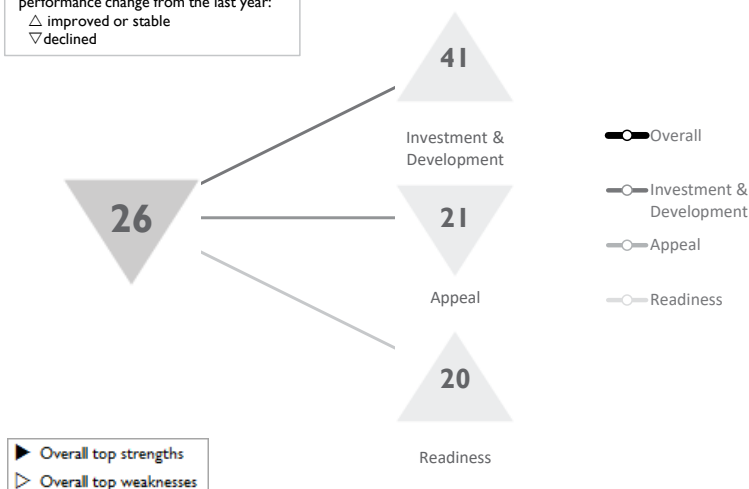 performance change from the last year:
△ improved or stable
▽ declined
41
Investment &
Development
26
21
Appeal
20
Readiness
Overall
Investment &
Development
Appeal
Readiness
▶ Overall top strengths
▷ Overall top weaknesses